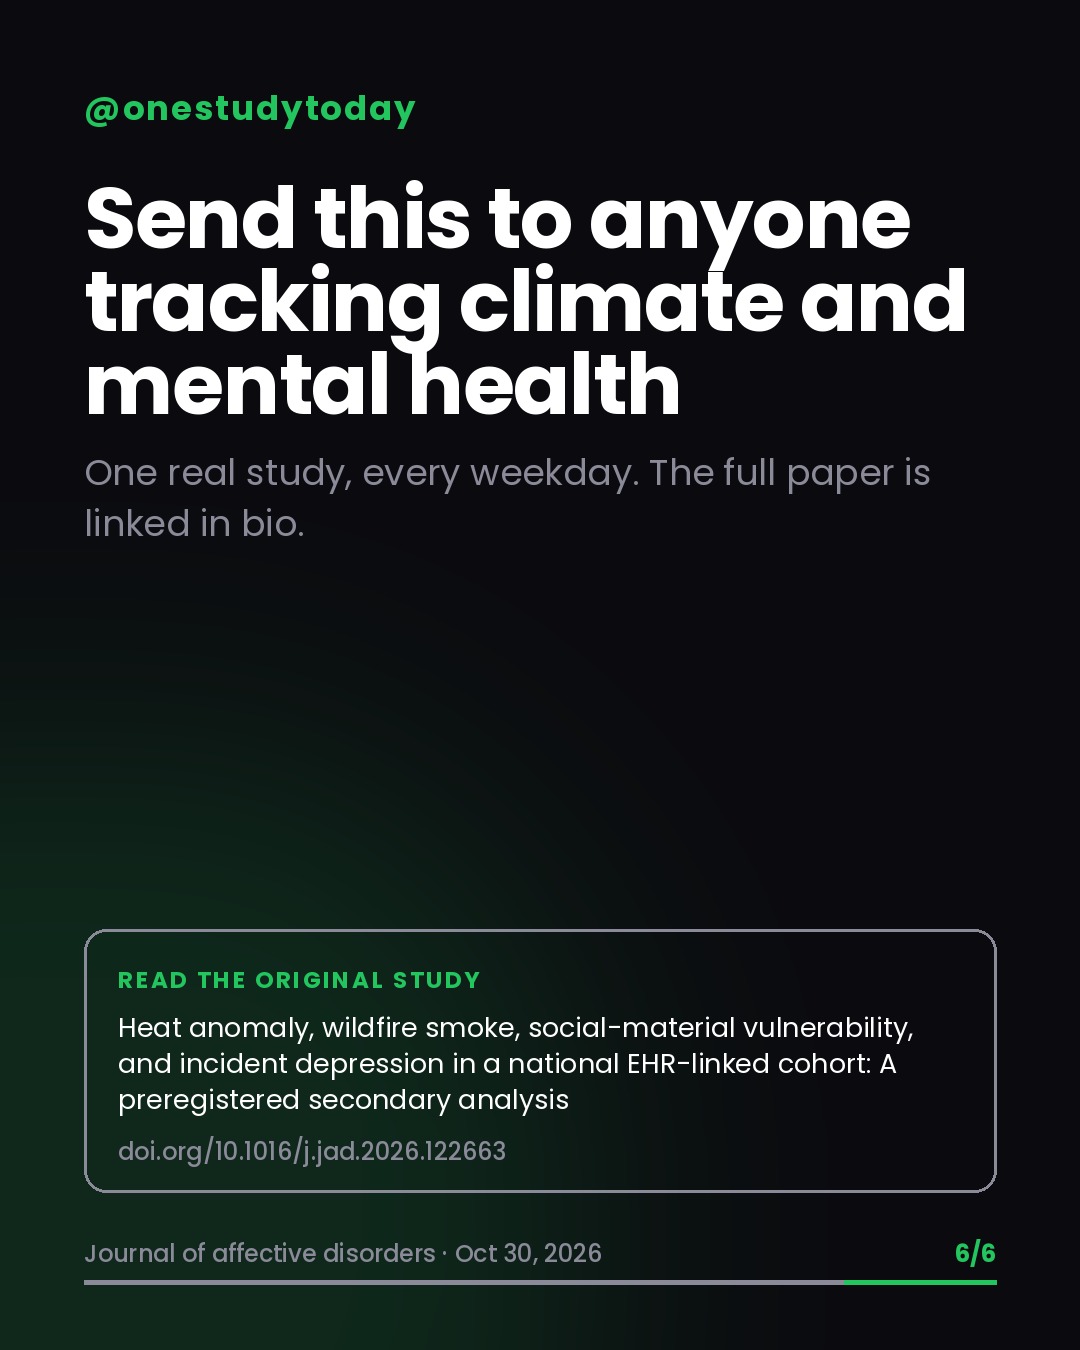 @onestudytoday
Send this to anyone
tracking climate and
mental health
One real study, every weekday. The full paper is
linked in bio.
READ THE ORIGINAL STUDY
Heat anomaly, wildfire smoke, social-material vulnerability,
and incident depression in a national EHR-linked cohort: A
preregistered secondary analysis
doi.org/10.1016/j.jad.2026.122663
Journal of affective disorders · Oct 30, 2026
6/6